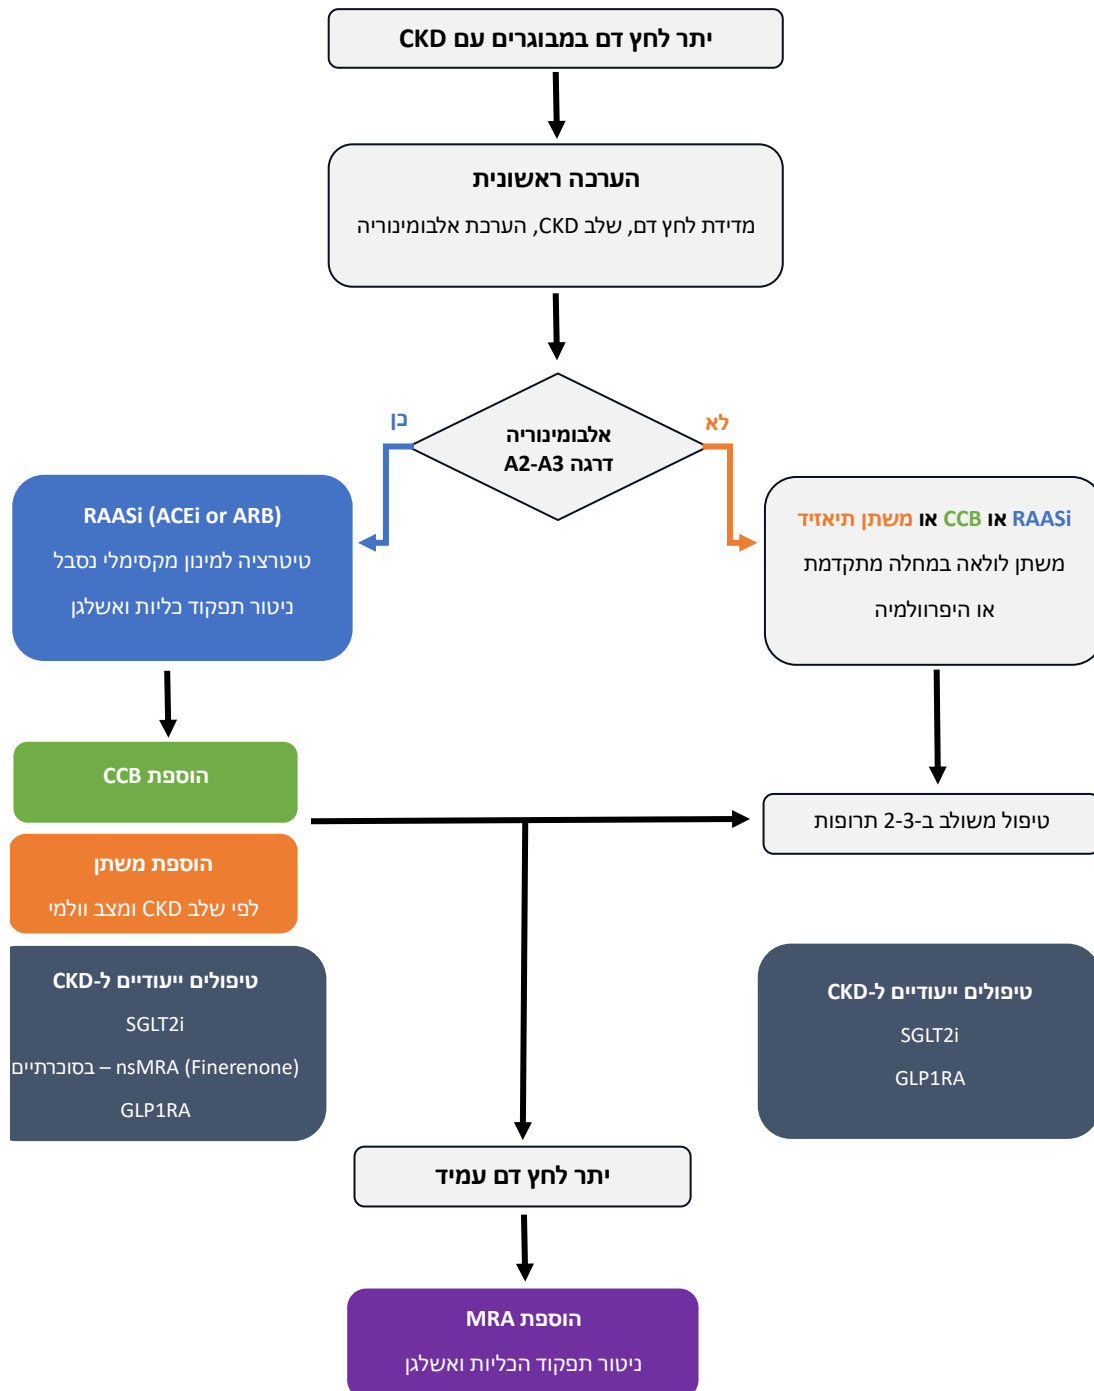 יתר לחץ דם במבוגרים עם CKD
הערכה ראשונית
מדידת לחץ דם, שלב CKD, הערכת אלבומינוריה
אלבומינוריה
דרגה A2-A3
כן
לא
RAASi (ACEi or ARB)
טיטרציה למינון מקסימלי נסבל
ניטור תפקוד כליות ואשלגן
RAASi או CCB או משתן תיאזיד
משתן לולאה במחלה מתקדמת
או היפרוולמיה
הוספת CCB
הוספת משתן
לפי שלב CKD ומצב וולמי
טיפול משולב ב-2-3 תרופות
טיפולים ייעודיים ל-CKD
SGLT2i
nsMRA (Finerenone) – בסוכרתיים
GLP1RA
טיפולים ייעודיים ל-CKD
SGLT2i
GLP1RA
יתר לחץ דם עמיד
הוספת MRA
ניטור תפקוד הכליות ואשלגן